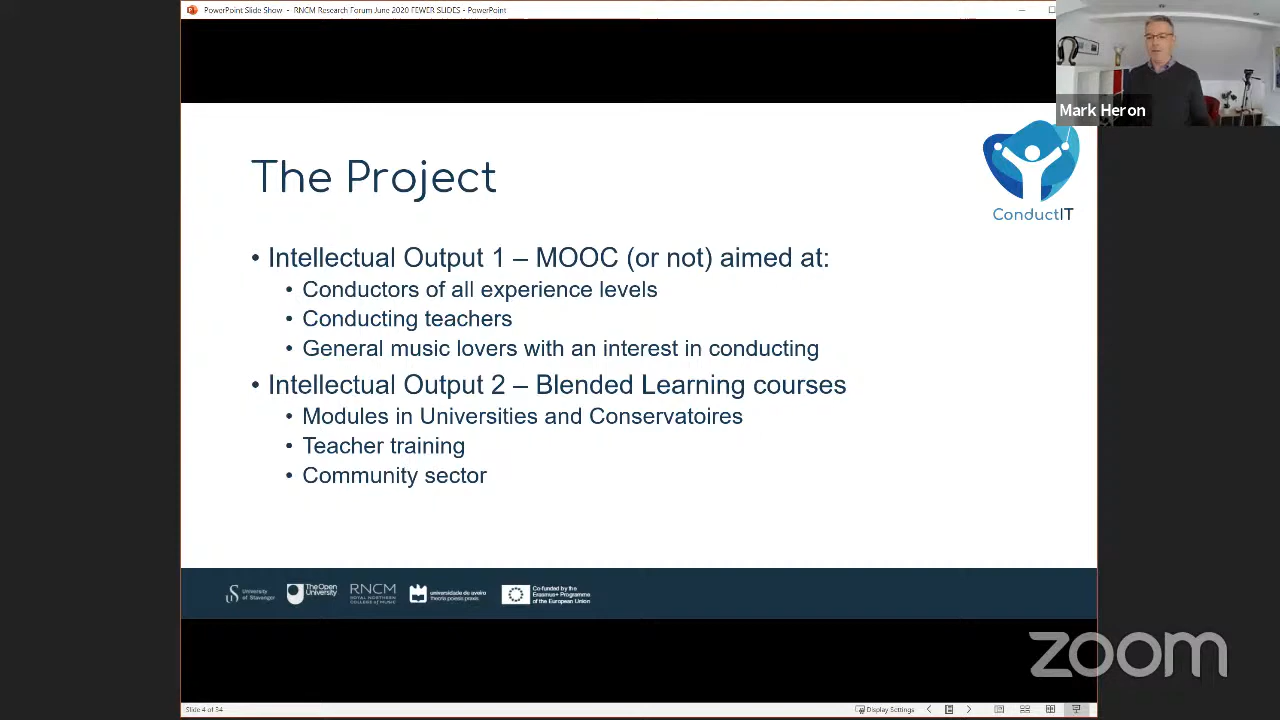 PowerPoint Slide Show - RNCM Research Forum June 2020 FEWER SLIDES - PowerPoint
Mark Heron
The Project
ConductIT
• Intellectual Output 1 – MOOC (or not) aimed at:
• Conductors of all experience levels
• Conducting teachers
• General music lovers with an interest in conducting
• Intellectual Output 2 – Blended Learning courses
• Modules in Universities and Conservatoires
• Teacher training
• Community sector
University
of Stavanger
The Open
University
RNCM
ROYAL NORTHERN
COLLEGE of MUSIC
universidade de aveiro
theoria poiesis praxis
Co-funded by the
Erasmus+ Programme
of the European Union
zoom
Slide 4 of 54
Display Settings